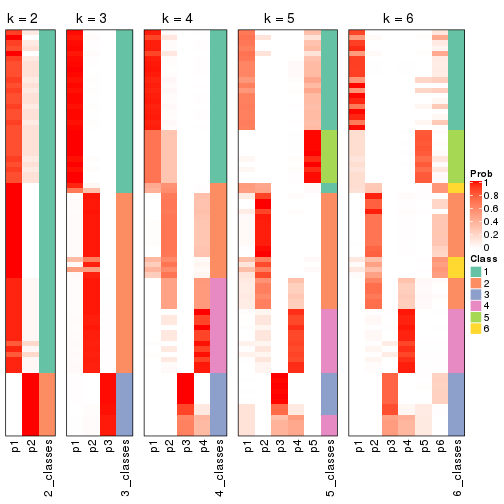 k = 2
k = 3
k = 4
k = 5
k = 6
Prob
1
0.8
0.6
0.4
0.2
0
Class
1
2
3
4
5
6
p1
p2
2_classes
p1
p2
p3
3_classes
p1
p2
p3
p4
4_classes
p1
p2
p3
p4
p5
5_classes
p1
p2
p3
p4
p5
p6
6_classes